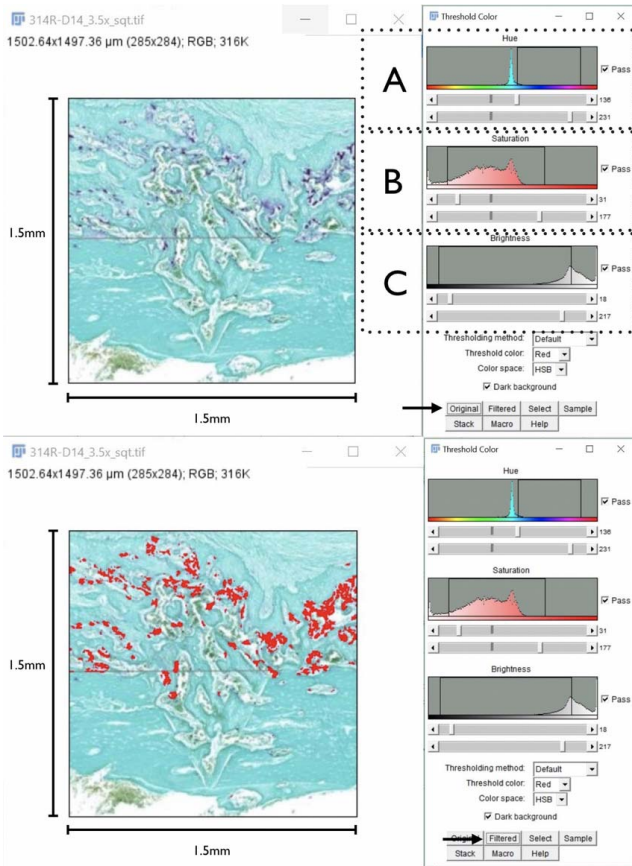 314R-D14_3.5x_sqt.tif
1502.64x1497.36 µm (285x284); RGB; 316K
1.5mm
1.5mm
Threshold Color
A
Hue
Pass
136
231
B
Saturation
Pass
31
177
C
Brightness
Pass
18
217
Thresholding method: Default
Threshold color: Red
Color space: HSB
Dark background
Original Filtered Select Sample
Stack Macro Help
314R-D14_3.5x_sqt.tif
1502.64x1497.36 µm (285x284); RGB; 316K
1.5mm
1.5mm
Threshold Color
Hue
Pass
136
231
Saturation
Pass
31
177
Brightness
Pass
18
217
Thresholding method: Default
Threshold color: Red
Color space: HSB
Dark background
Original Filtered Select Sample
Stack Macro Help